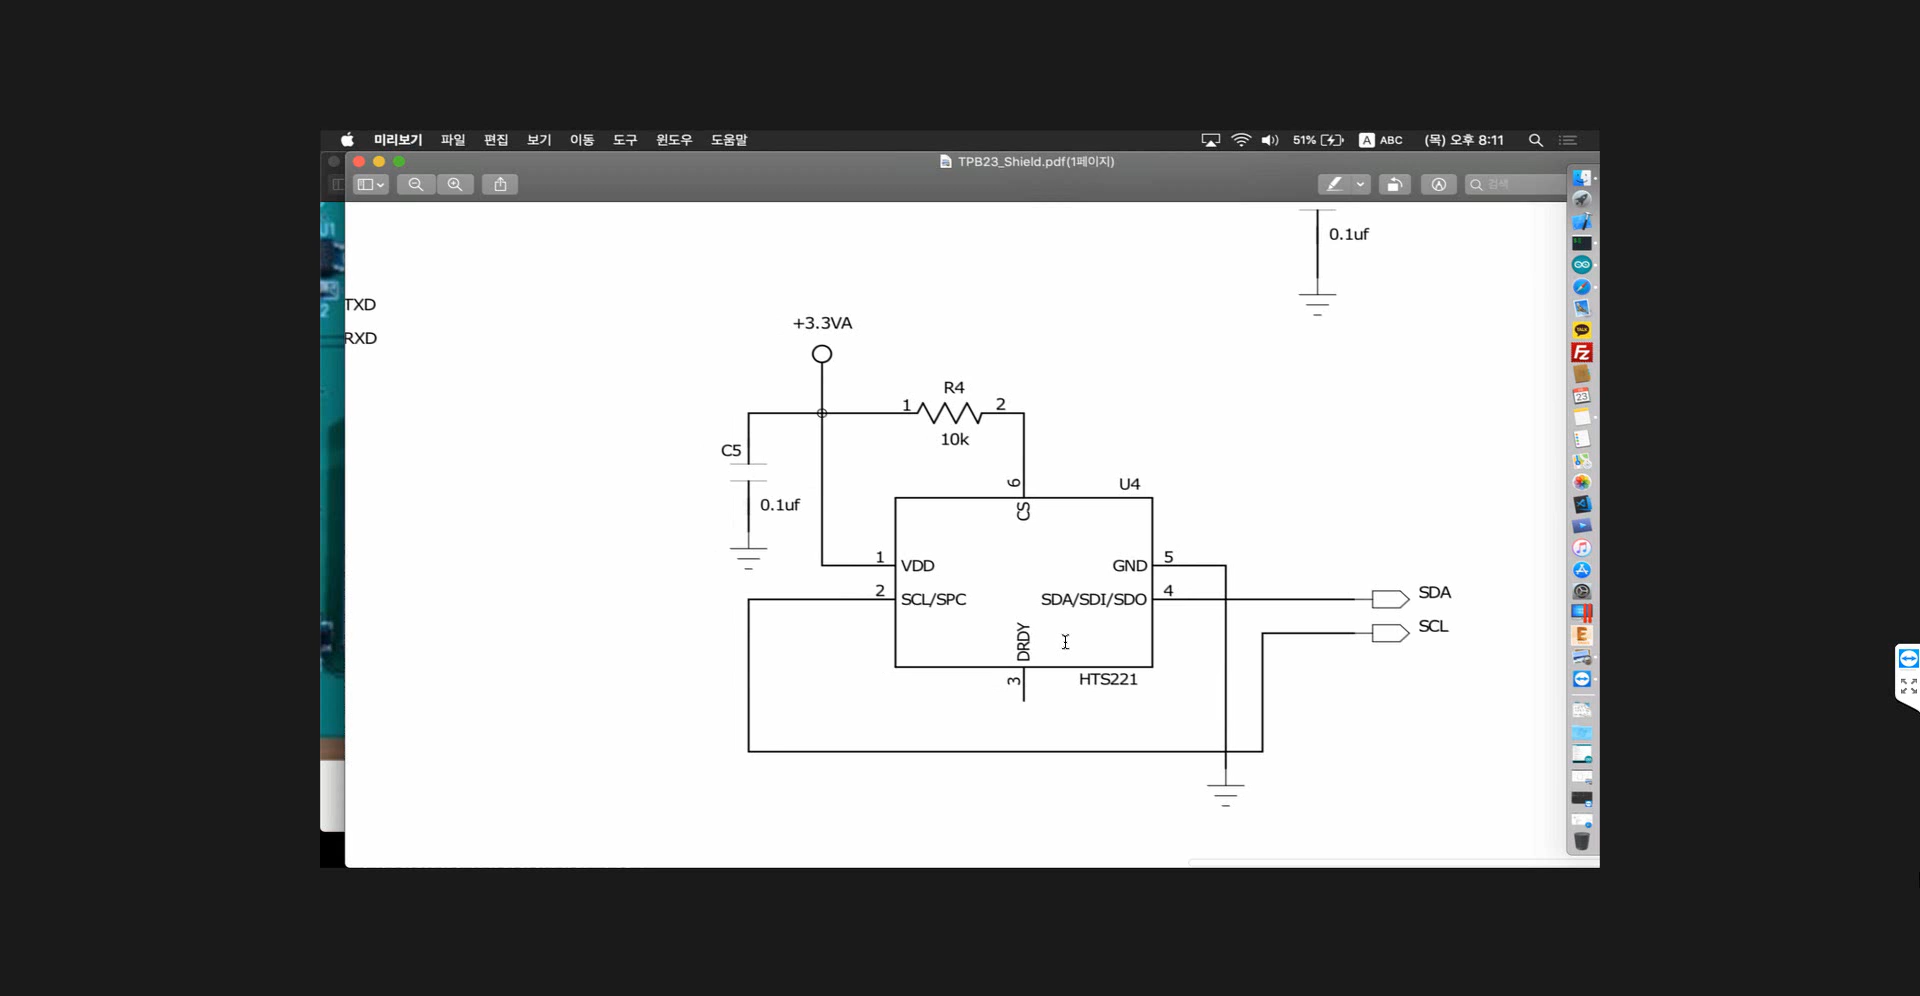 미리보기 파일 편집 보기 이동 도구 윈도우 도움말 51% A ABC (목) 오후 8:11
TPB23_Shield.pdf(1페이지)
검색
0.1uf
TXD
RXD
+3.3VA
R4
1 2
10k
C5
0.1uf
6
CS
U4
1 VDD GND 5
2 SCL/SPC SDA/SDI/SDO 4
SDA
SCL
DRDY
3
HTS221